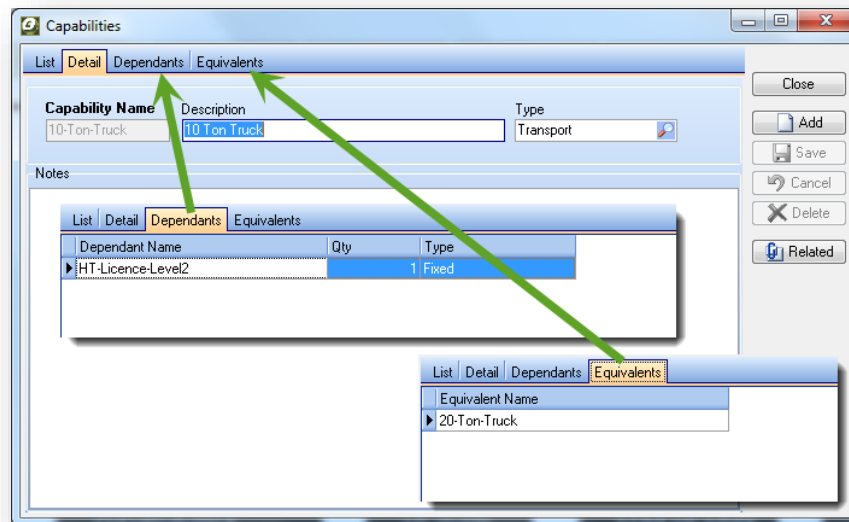 Capabilities
List Detail Dependants Equivalents
Close
Capability Name Description Type
10-Ton-Truck 10 Ton Truck Transport
Add
Save
Notes
Cancel
Delete
List Detail Dependants Equivalents
Dependant Name Qty Type
Related
HT-Licence-Level2 1 Fixed
List Detail Dependants Equivalents
Equivalent Name
20-Ton-Truck